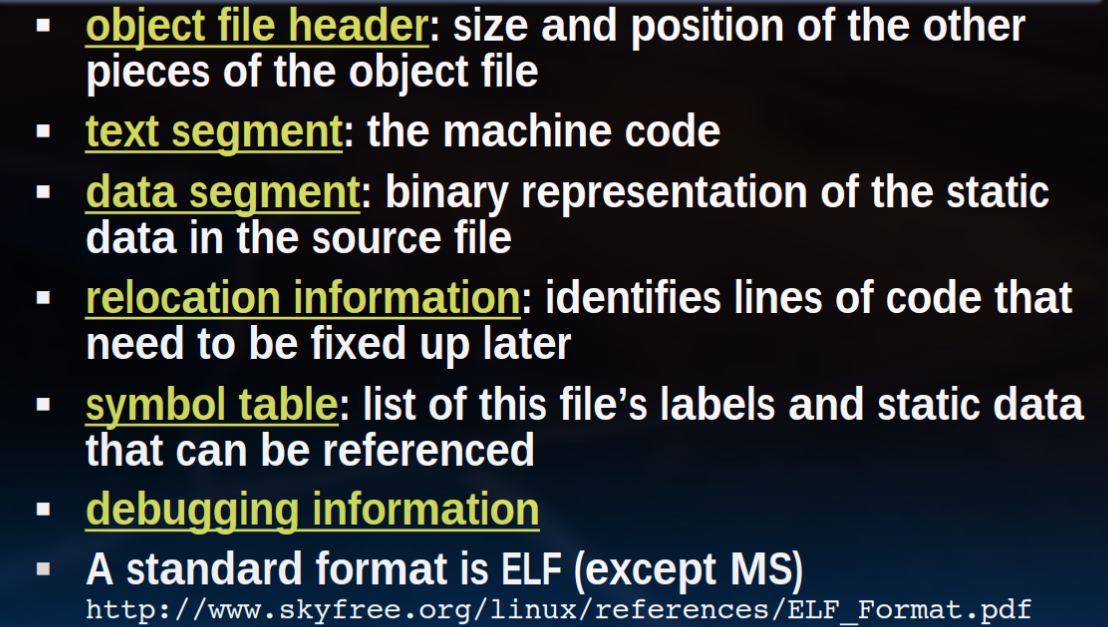 ▪ object file header: size and position of the other
pieces of the object file
▪ text segment: the machine code
▪ data segment: binary representation of the static
data in the source file
▪ relocation information: identifies lines of code that
need to be fixed up later
▪ symbol table: list of this file’s labels and static data
that can be referenced
▪ debugging information
▪ A standard format is ELF (except MS)
http://www.skyfree.org/linux/references/ELF_Format.pdf